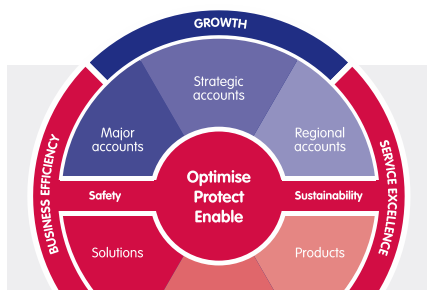 GROWTH
Strategic
accounts
Major
accounts
Regional
accounts
BUSINESS EFFICIENCY
SERVICE EXCELLENCE
Optimise
Protect
Enable
Safety
Sustainability
Solutions
Products